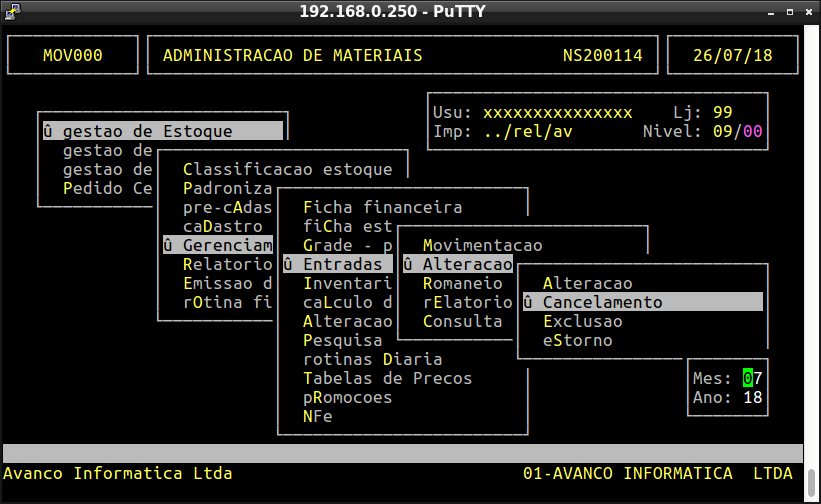 192.168.0.250 - PuTTY
MOV000 ADMINISTRACAO DE MATERIAIS NS200114 26/07/18
Usu: xxxxxxxxxxxxxxx Lj: 99
û gestao de Estoque Imp: ../rel/av Nivel: 09/00
gestao de
gestao de Classificacao estoque
Pedido Ce Padroniza
pre-cAdas Ficha financeira
caDastro fiCha est
û Gerenciam Grade - p Movimentacao
Relatorio û Entradas û Alteracao
Emissao d Inventari Romaneio Alteracao
rOtina fi caLculo d rElatorio û Cancelamento
Alteracao Consulta Exclusao
Pesquisa eStorno
rotinas Diaria
Tabelas de Precos Mes: 07
pRomocoes Ano: 18
NFe
Avanco Informatica Ltda 01-AVANCO INFORMATICA LTDA